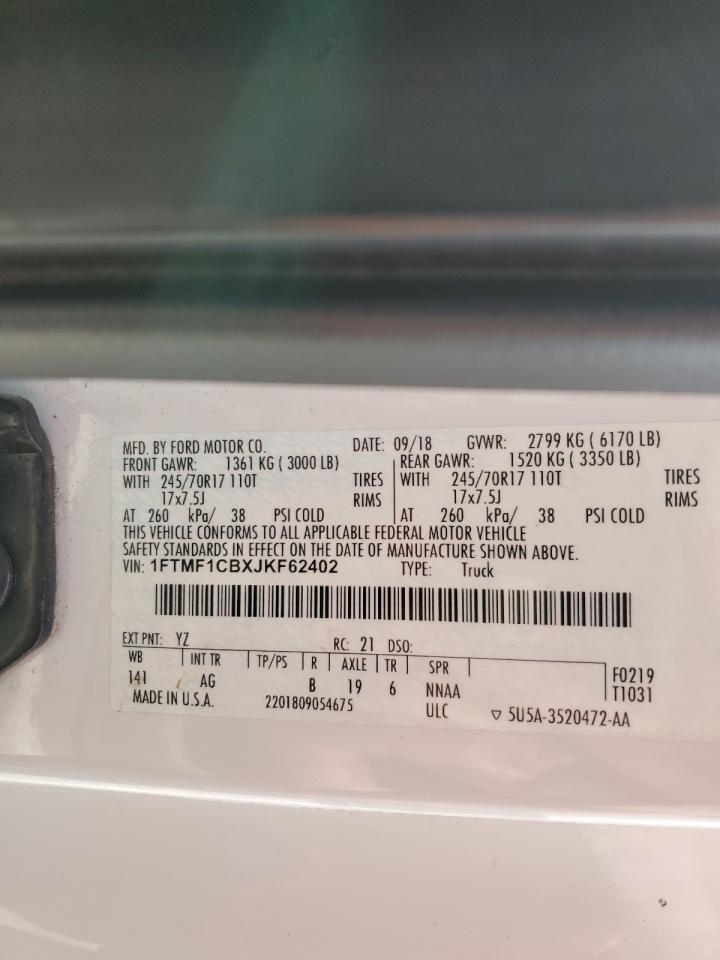 MFD. BY FORD MOTOR CO. DATE: 09/18 GVWR: 2799 KG ( 6170 LB)
FRONT GAWR: 1361 KG ( 3000 LB) REAR GAWR: 1520 KG ( 3350 LB)
WITH 245/70R17 110T TIRES WITH 245/70R17 110T TIRES
17x7.5J RIMS 17x7.5J RIMS
AT 260 kPa/ 38 PSI COLD AT 260 kPa/ 38 PSI COLD
THIS VEHICLE CONFORMS TO ALL APPLICABLE FEDERAL MOTOR VEHICLE
SAFETY STANDARDS IN EFFECT ON THE DATE OF MANUFACTURE SHOWN ABOVE.
VIN: 1FTMF1CBXJKF62402 TYPE: Truck
EXT PNT: YZ RC: 21 DSO:
WB INT TR TP/PS R AXLE TR SPR F0219
141 AG B 19 6 NNAA T1031
MADE IN U.S.A. 2201809054675 ULC ▽ 5U5A-3520472-AA